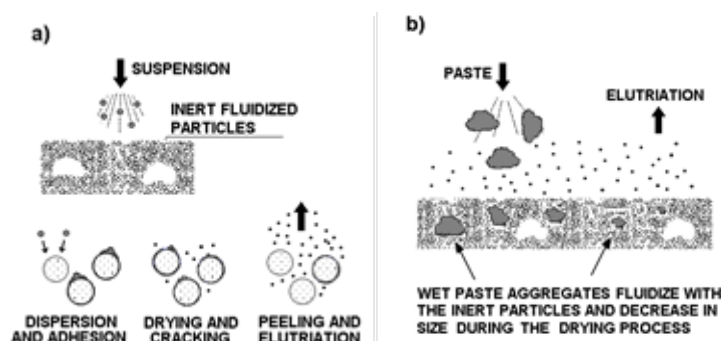 a)
SUSPENSION
INERT FLUIDIZED
PARTICLES
DISPERSION
AND ADHESION
DRYING AND
CRACKING
PEELING AND
ELUTRIATION
b)
PASTE
ELUTRIATION
WET PASTE AGGREGATES FLUIDIZE WITH
THE INERT PARTICLES AND DECREASE IN
SIZE DURING THE DRYING PROCESS